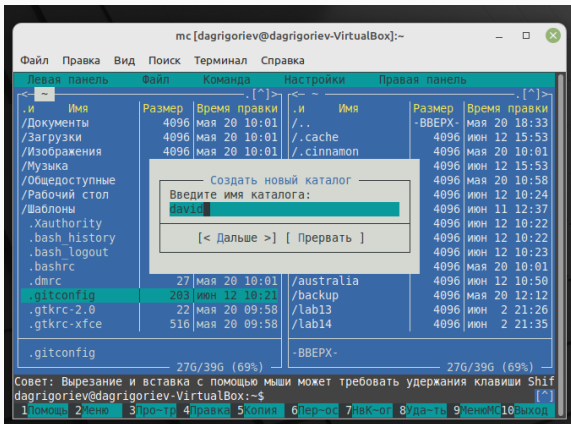 mc [dagrigoriev@dagrigoriev-VirtualBox]:~
Файл Правка Вид Поиск Терминал Справка
Левая панель Файл Команда Настройки Правая панель
<— ~ .[^]> <— ~ .[^]>
.и Имя Размер Время правки .и Имя Размер Время правки
/Документы 4096 мая 20 10:01 /.. -ВВЕРХ- мая 20 18:33
/Загрузки 4096 мая 20 10:01 /.cache 4096 июн 12 15:53
/Изображения 4096 мая 20 10:01 /.cinnamon 4096 мая 20 10:01
/Музыка 4096 июн 12 15:53
/Общедоступные 4096 мая 20 10:58
/Рабочий стол 4096 июн 12 10:24
/Шаблоны 4096 июн 11 12:37
.Xauthority 4096 июн 12 10:22
.bash_history 4096 июн 12 10:22
.bash_logout 4096 июн 12 10:23
.bashrc 4096 мая 20 10:01
Создать новый каталог
Введите имя каталога:
david
[< Дальше >] [ Прервать ]
.dmrc 27 мая 20 10:01 /australia 4096 июн 12 10:50
.gitconfig 203 июн 12 10:21 /backup 4096 мая 20 12:12
.gtkrc-2.0 22 мая 20 09:58 /lab13 4096 июн 2 21:26
.gtkrc-xfce 516 мая 20 09:58 /lab14 4096 июн 2 21:35
.gitconfig -ВВЕРХ-
27G/39G (69%) 27G/39G (69%)
Совет: Вырезание и вставка с помощью мыши может требовать удержания клавиши Shif
dagrigoriev@dagrigoriev-VirtualBox:~$ [^]
1Помощь 2Меню 3Про~тр 4Правка 5Копия 6Пер~ос 7НвК~ог 8Уда~ть 9МенюMC 10Выход